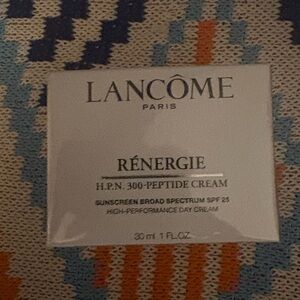 LANCÔME
PARIS
RÉNERGIE
H.P.N. 300-PEPTIDE CREAM
SUNSCREEN BROAD SPECTRUM SPF 25
HIGH-PERFORMANCE DAY CREAM
30 ml 1 FL.OZ.